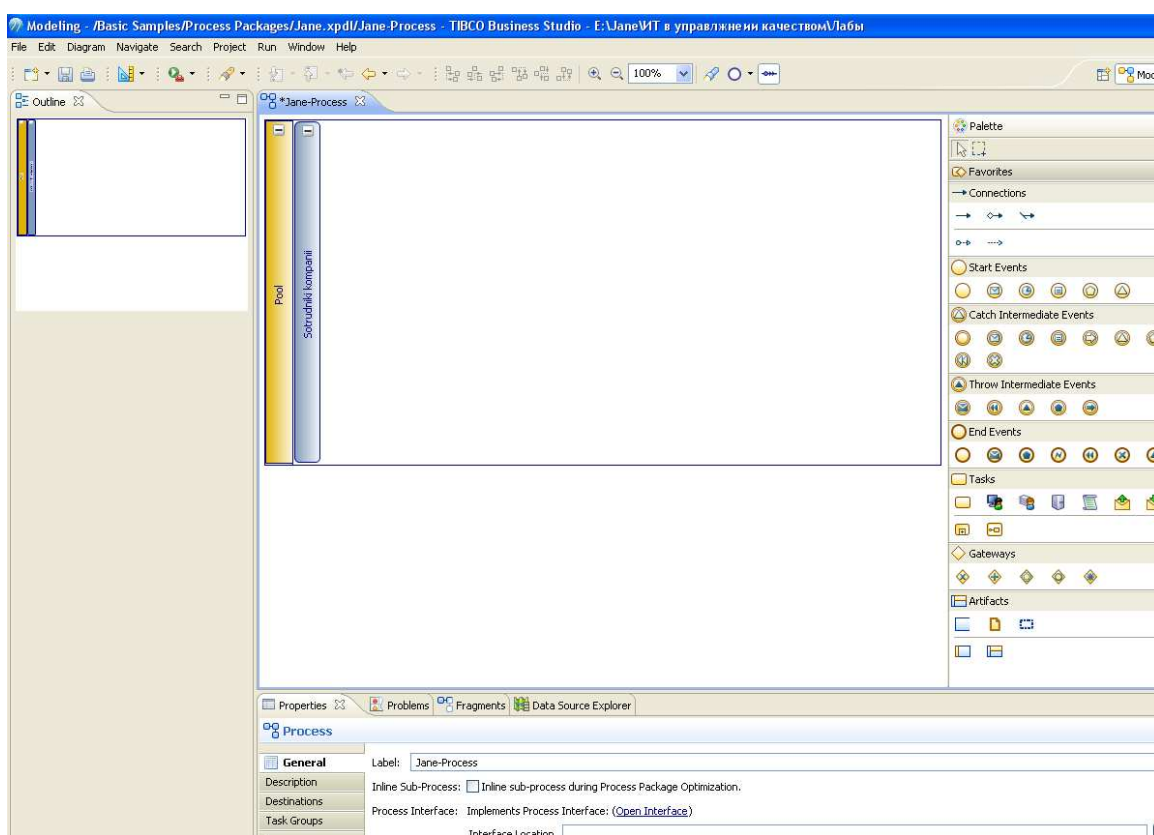 Modeling - /Basic Samples/Process Packages/Jane.xpdl/Jane-Process - TIBCO Business Studio - E:\Jane\ИТ в управлжнеии качеством\Лабы
File Edit Diagram Navigate Search Project Run Window Help
100%
Outline
*Jane-Process
Pool
Sotrudniki kompanii
Palette
Favorites
Connections
Start Events
Catch Intermediate Events
Throw Intermediate Events
End Events
Tasks
Gateways
Artifacts
Properties Problems Fragments Data Source Explorer
Process
General
Description
Destinations
Task Groups
Label: Jane-Process
Inline Sub-Process: Inline sub-process during Process Package Optimization.
Process Interface: Implements Process Interface: (Open Interface)
Interface Location